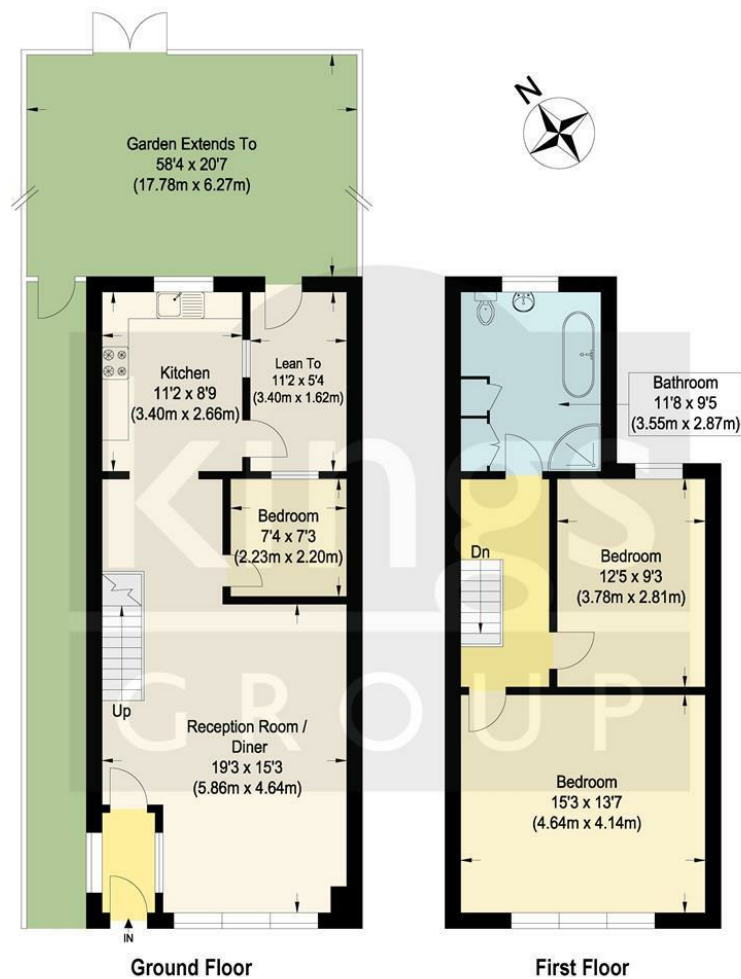 Garden Extends To
58'4 x 20'7
(17.78m x 6.27m)
N
Kitchen
11'2 x 8'9
(3.40m x 2.66m)
Lean To
11'2 x 5'4
(3.40m x 1.62m)
Bedroom
7'4 x 7'3
(2.23m x 2.20m)
Up
Reception Room /
Diner
19'3 x 15'3
(5.86m x 4.64m)
IN
Ground Floor
Bathroom
11'8 x 9'5
(3.55m x 2.87m)
Dn
Bedroom
12'5 x 9'3
(3.78m x 2.81m)
Bedroom
15'3 x 13'7
(4.64m x 4.14m)
First Floor
kings
GROUP